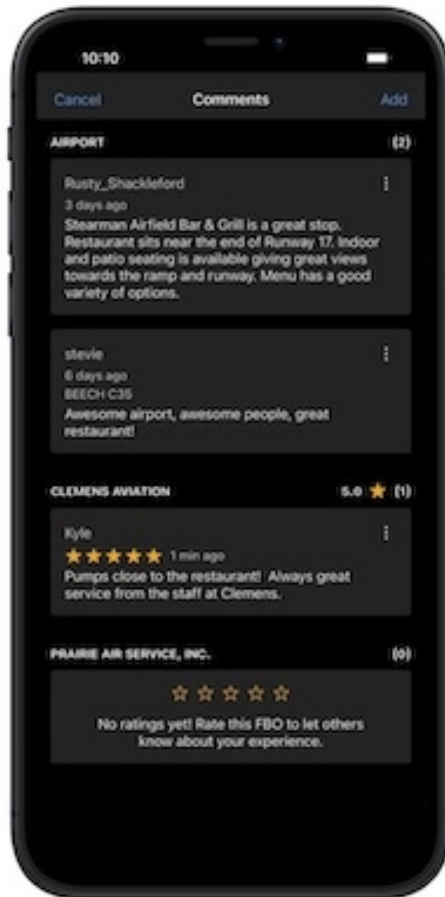 10:10
Cancel Comments Add
AIRPORT (2)
Rusty_Shackleford
3 days ago
Stearman Airfield Bar & Grill is a great stop.
Restaurant sits near the end of Runway 17. Indoor
and patio seating is available giving great views
towards the ramp and runway. Menu has a good
variety of options.
stevie
6 days ago
BEECH C35
Awesome airport, awesome people, great
restaurant!
CLEMENS AVIATION 5.0 ★ (1)
Kyle
★★★★★ 1 min ago
Pumps close to the restaurant! Always great
service from the staff at Clemens.
PRAIRIE AIR SERVICE, INC. (0)
☆ ☆ ☆ ☆ ☆
No ratings yet! Rate this FBO to let others
know about your experience.